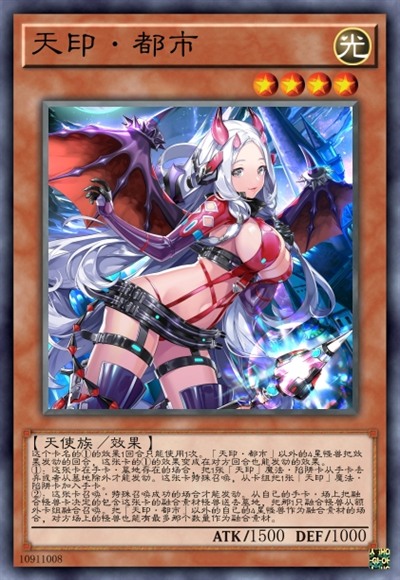 天印·都市
光
【天使族/效果】
这个卡名的①的效果1回合只能使用1次。「天印·都市」以外的4星怪兽把效果
发动的回合,这张卡的①的效果变成在对方回合也能发动的效果。
①:这张卡在手卡·墓地存在的场合,把1张「天印」魔法·陷阱卡从手卡丢
弃或者从墓地除外才能发动。这张卡特殊召唤。从卡组把1张「天印」魔法·
陷阱卡加入手卡。
②:这张卡召唤,特殊召唤成功的场合才能发动。从自己的手卡·场上把融
合怪兽卡决定的包含这张卡的融合素材怪兽送去墓地,把那1只融合怪兽从额
外卡组融合召唤。把「天印·都市」以外的自己的4星怪兽作为融合素材的场
合,对方场上的怪兽也能有最多那个数量作为融合素材。
ATK/1500 DEF/1000
10911008